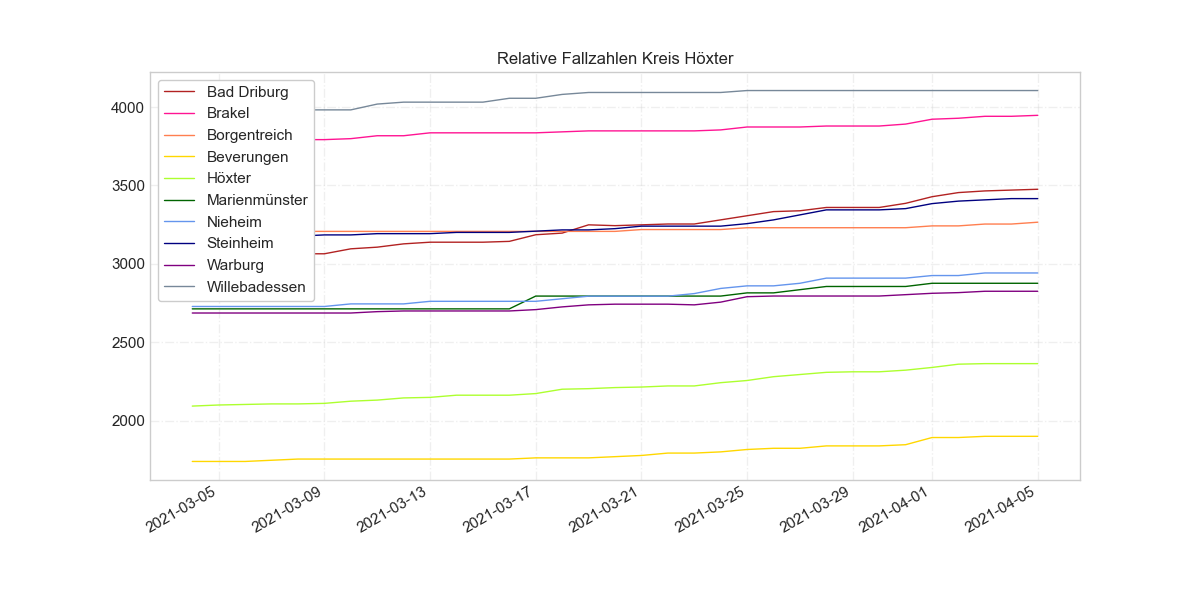 Relative Fallzahlen Kreis Höxter
4000
3500
3000
2500
2000
Bad Driburg
Brakel
Borgentreich
Beverungen
Höxter
Marienmünster
Nieheim
Steinheim
Warburg
Willebadessen
2021-03-05
2021-03-09
2021-03-13
2021-03-17
2021-03-21
2021-03-25
2021-03-29
2021-04-01
2021-04-05